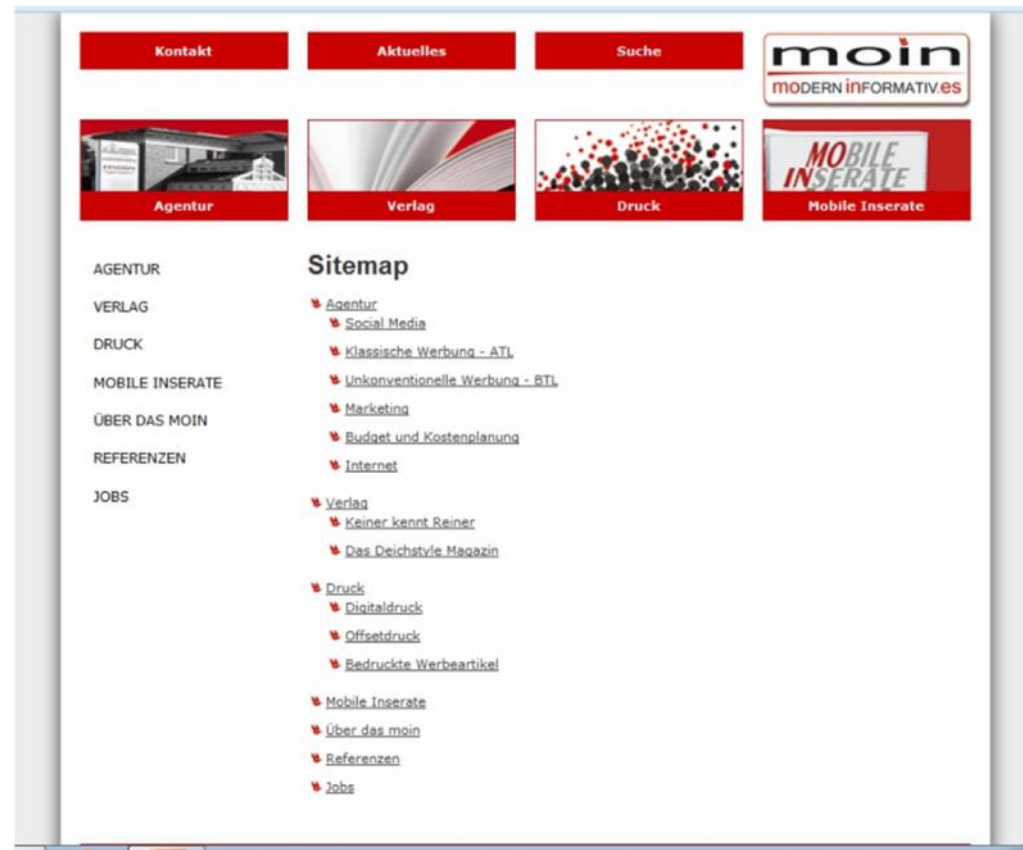 Kontakt
Aktuelles
Suche
moin
MODERN INFORMATIV.es
MOBILE
INSERATE
Agentur
Verlag
Druck
Mobile Inserate
AGENTUR
VERLAG
DRUCK
MOBILE INSERATE
ÜBER DAS MOIN
REFERENZEN
JOBS
Sitemap
Agentur
Social Media
Klassische Werbung - ATL
Unkonventionelle Werbung - BTL
Marketing
Budget und Kostenplanung
Internet
Verlag
Keiner kennt Reiner
Das Deichstyle Magazin
Druck
Digitaldruck
Offsetdruck
Bedruckte Werbeartikel
Mobile Inserate
Über das moin
Referenzen
Jobs